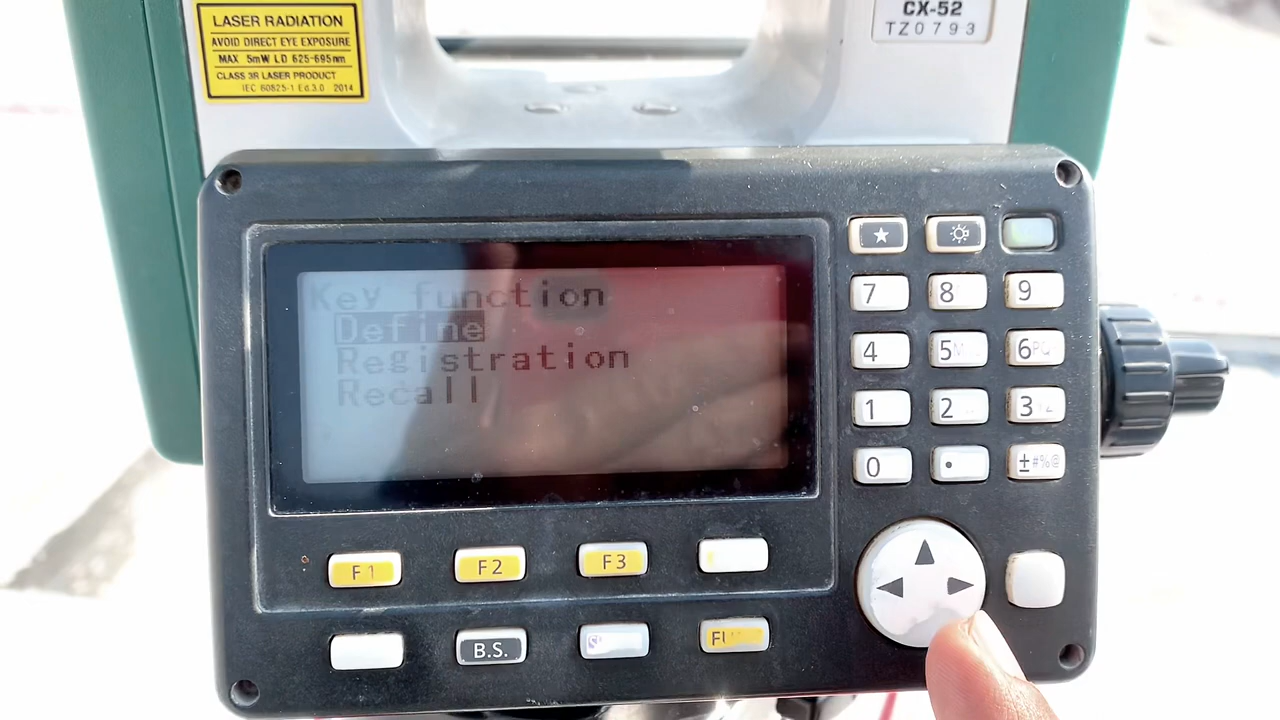 LASER RADIATION
AVOID DIRECT EYE EXPOSURE
MAX 5mW LD 625-695nm
CLASS 3R LASER PRODUCT
IEC 60825-1 Ed.3.0 2014
CX-52
TZ0793
Key function
Define
Registration
Recall
7 8 9
4 5 6
1 2 3
0 . ±#%@
F1 F2 F3
B.S.